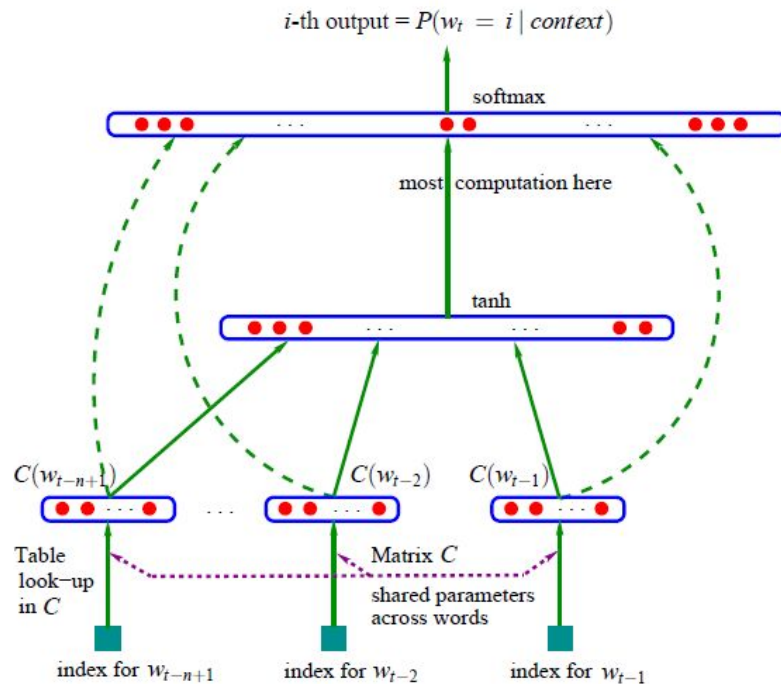 i-th output = P(w_t = i | context)
softmax
. . .
. . .
most computation here
tanh
. . .
. . .
C(w_{t−n+1})
C(w_{t−2})
C(w_{t−1})
. . .
. . .
. . .
. . .
Table
look−up
in C
Matrix C
shared parameters
across words
index for w_{t−n+1}
index for w_{t−2}
index for w_{t−1}